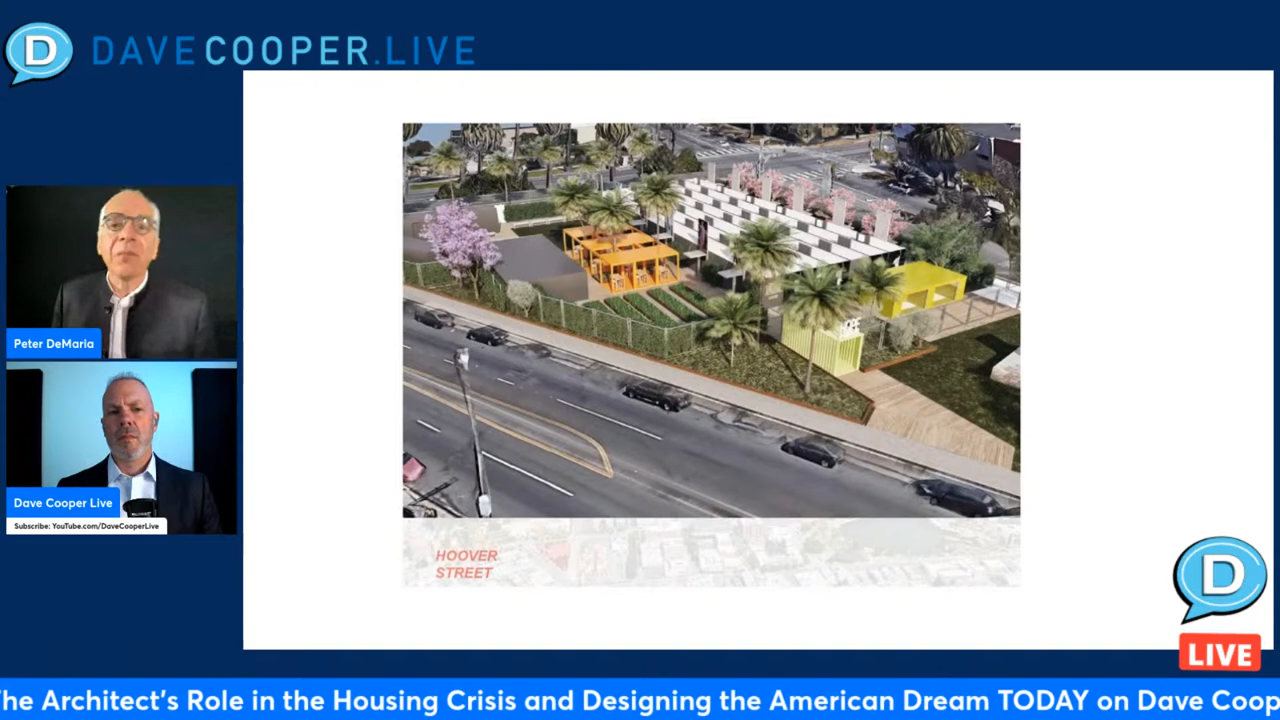 D DAVECOOPER.LIVE
Peter DeMaria
Dave Cooper Live
Subscribe: YouTube.com/DaveCooperLive
HOOVER
STREET
D
LIVE
he Architect's Role in the Housing Crisis and Designing the American Dream TODAY on Dave Coop